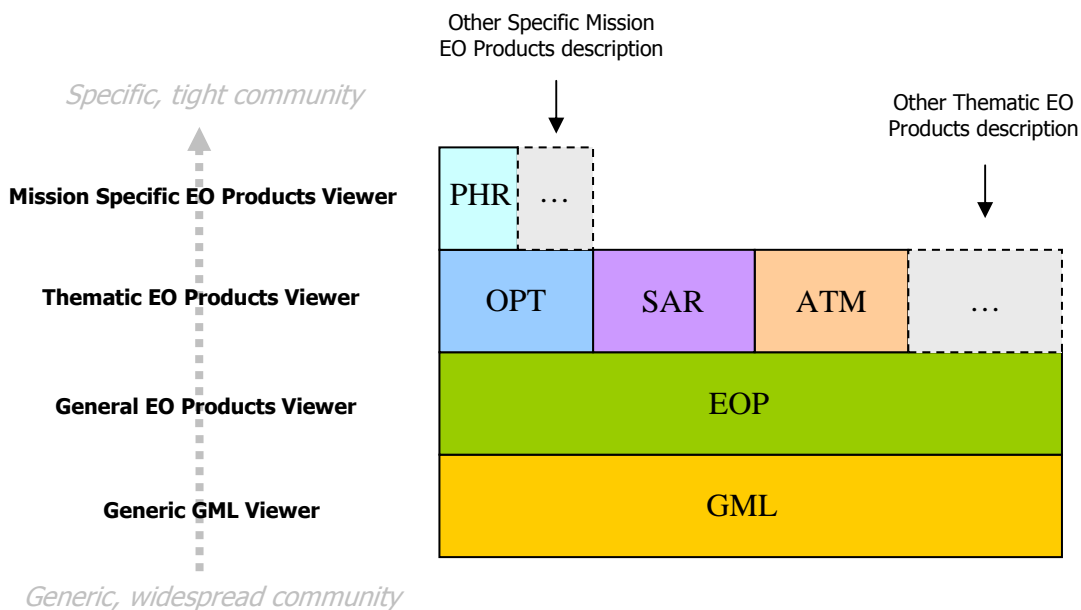 Other Specific Mission
EO Products description
Specific, tight community
Other Thematic EO
Products description
Mission Specific EO Products Viewer
PHR
...
Thematic EO Products Viewer
OPT
SAR
ATM
...
General EO Products Viewer
EOP
Generic GML Viewer
GML
Generic, widespread community